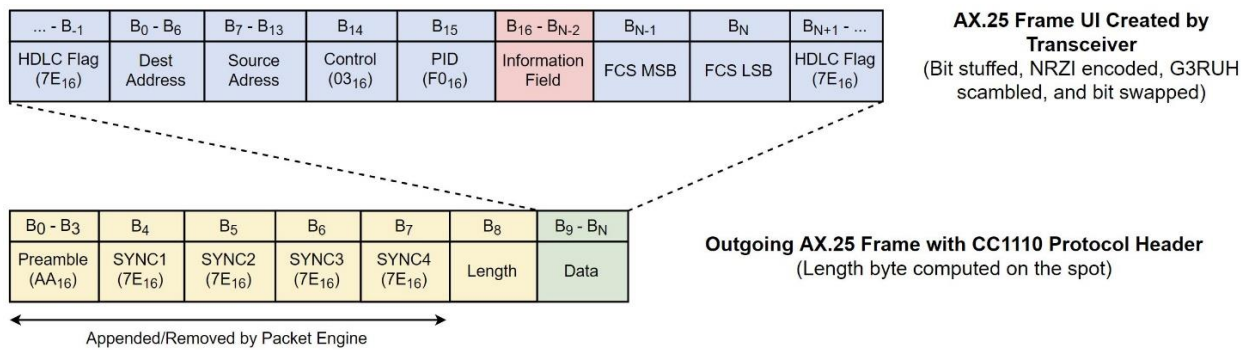 ... - B-1 B0 - B6 B7 - B13 B14 B15 B16 - BN-2 BN-1 BN BN+1 - ...
HDLC Flag (7E16)
Dest Address
Source Adress
Control (0316)
PID (F016)
Information Field
FCS MSB
FCS LSB
HDLC Flag (7E16)
AX.25 Frame UI Created by
Transceiver
(Bit stuffed, NRZI encoded, G3RUH
scambled, and bit swapped)
B0 - B3 B4 B5 B6 B7 B8 B9 - BN
Preamble (AA16)
SYNC1 (7E16)
SYNC2 (7E16)
SYNC3 (7E16)
SYNC4 (7E16)
Length
Data
Outgoing AX.25 Frame with CC1110 Protocol Header
(Length byte computed on the spot)
Appended/Removed by Packet Engine